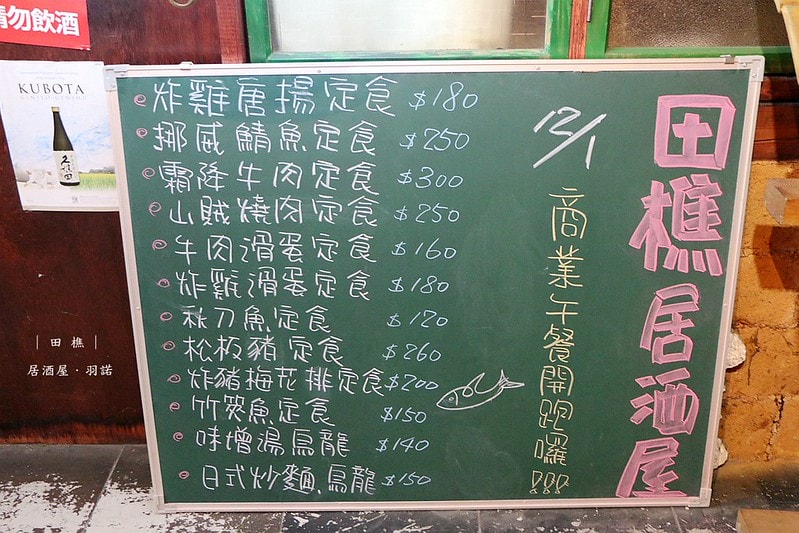 請勿飲酒
KUBOTA
炸雞唐揚定食 $180
挪威鯖魚定食 $250
霜降牛肉定食 $300
山賊燒肉定食 $250
牛肉滑蛋定食 $160
炸雞滑蛋定食 $180
秋刀魚定食 $120
松板豬定食 $260
炸豬梅花排定食 $200
竹筴魚定食 $150
味增湯烏龍 $140
日式炒麵.烏龍 $150
12/1
商業午餐開跑囉!!!
田樵居酒屋
｜田樵｜
居酒屋·羽諾